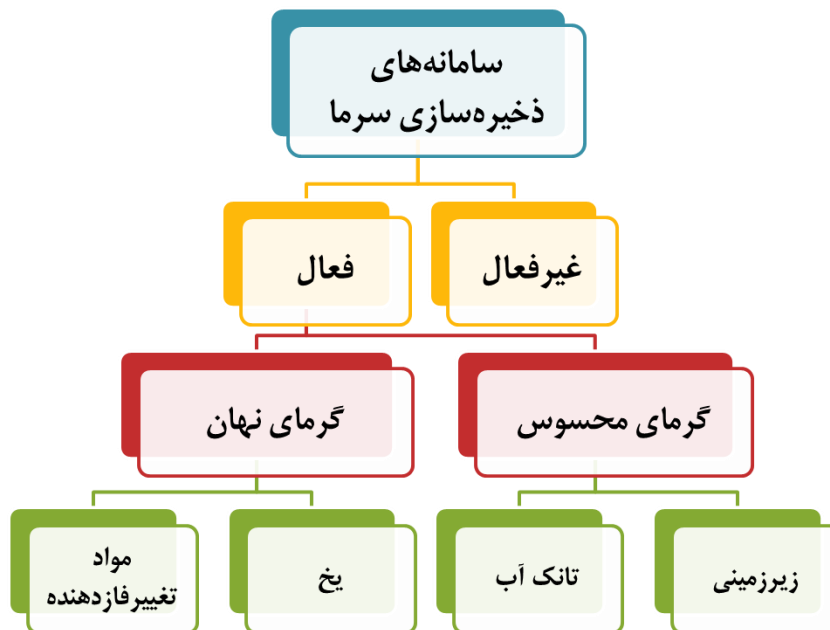 سامانه‌های
ذخیره‌سازی سرما
غیرفعال
فعال
گرمای محسوس
گرمای نهان
زیرزمینی
تانک آب
یخ
مواد
تغییرفازدهنده